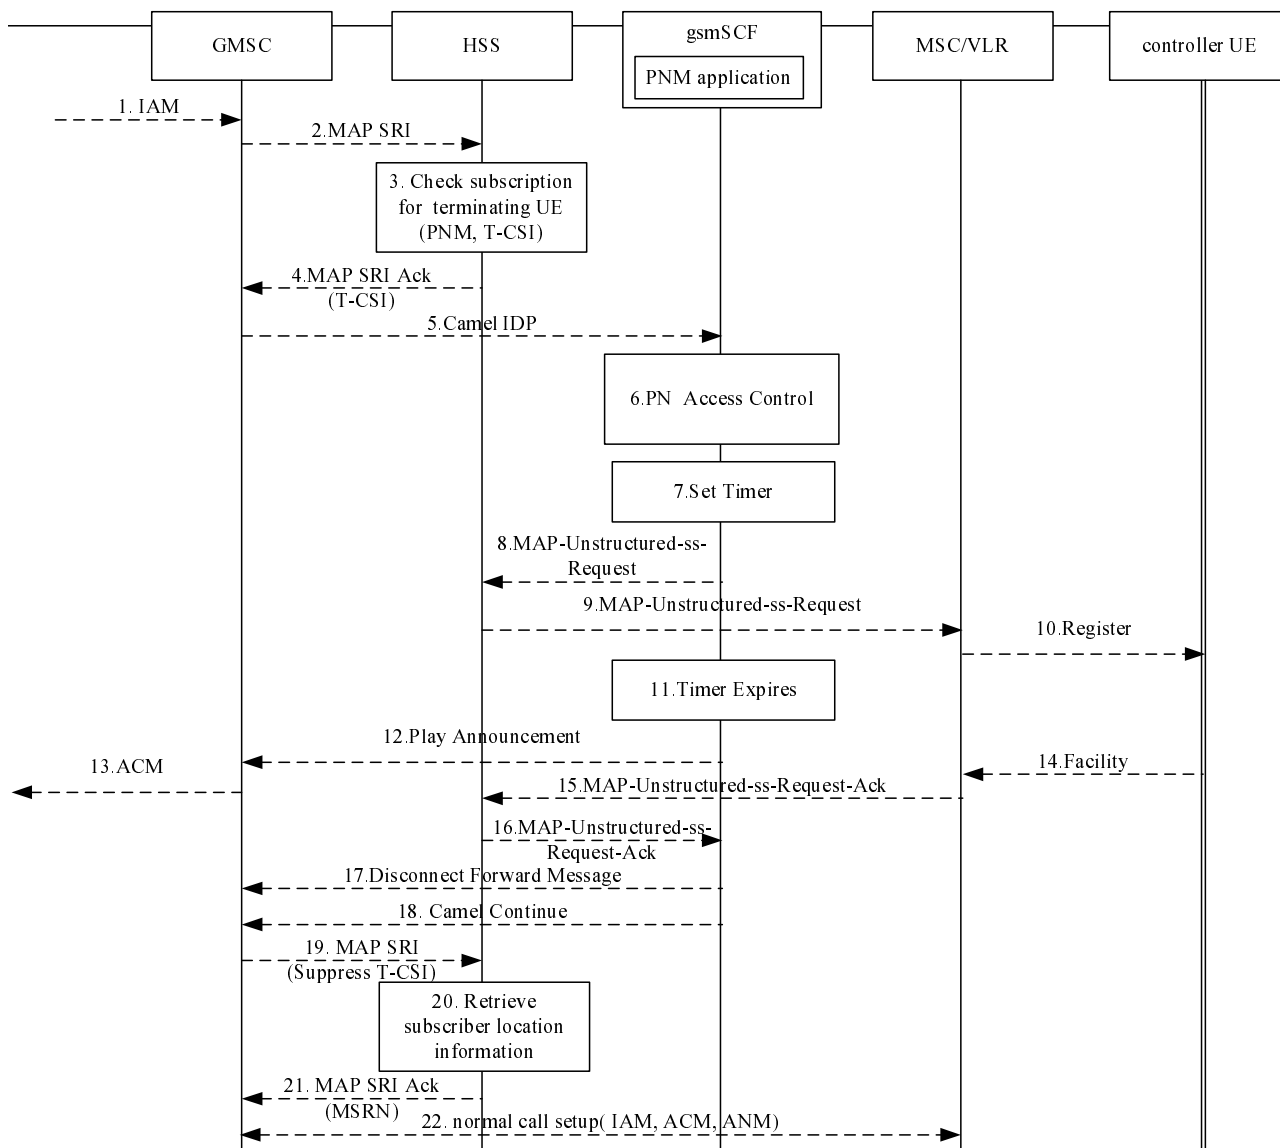 GMSC
HSS
gsmSCF
PNM application
MSC/VLR
controller UE
1. IAM
2.MAP SRI
3. Check subscription
for terminating UE
(PNM, T-CSI)
4.MAP SRI Ack
(T-CSI)
5.Camel IDP
6.PN Access Control
7.Set Timer
8.MAP-Unstructured-ss-
Request
9.MAP-Unstructured-ss-Request
10.Register
11.Timer Expires
12.Play Announcement
13.ACM
14.Facility
15.MAP-Unstructured-ss-Request-Ack
16.MAP-Unstructured-ss-
Request-Ack
17.Disconnect Forward Message
18. Camel Continue
19. MAP SRI
(Suppress T-CSI)
20. Retrieve
subscriber location
information
21. MAP SRI Ack
(MSRN)
22. normal call setup( IAM, ACM, ANM)